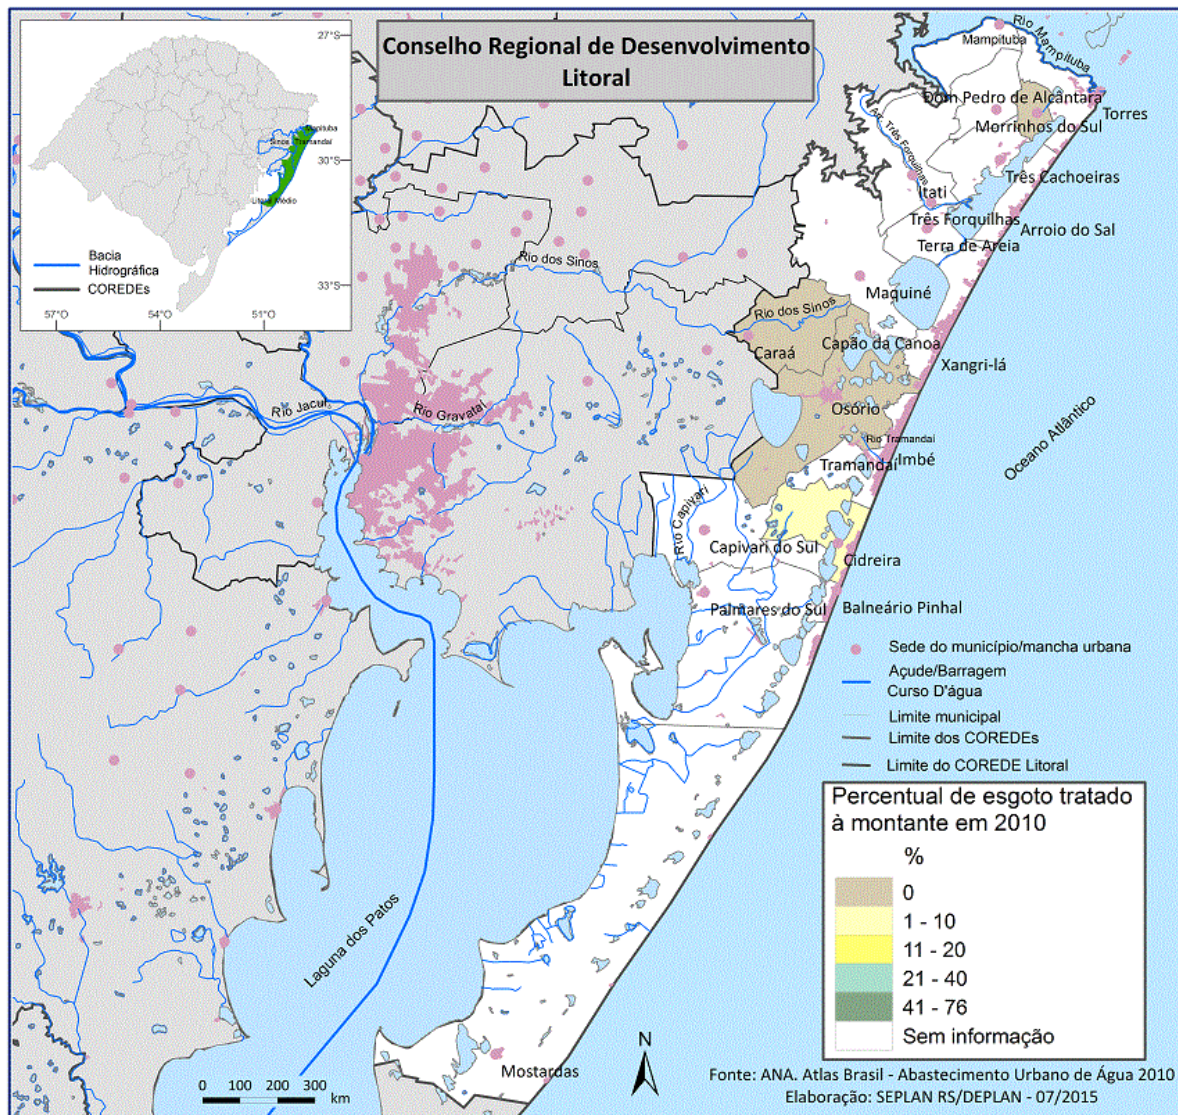 Conselho Regional de Desenvolvimento
Litoral
27°S
30°S
33°S
57°O
54°O
51°O
Mapituba
Sinos
Tramandaí
Litoral Médio
Bacia
Hidrográfica
COREDEs
Rio Mampituba
Mampituba
Dom Pedro de Alcântara
Torres
Morrinhos do Sul
Arr. Três Forquilhas
Três Cachoeiras
Itati
Três Forquilhas
Arroio do Sal
Terra de Areia
Maquiné
Rio dos Sinos
Rio dos Sinos
Capão da Canoa
Caraá
Xangri-lá
Osório
Rio Jacuí
Rio Gravataí
Rio Tramandaí
Imbé
Tramandaí
Oceano Atlântico
Rio Capivari
Capivari do Sul
Cidreira
Palmares do Sul
Balneário Pinhal
Laguna dos Patos
Mostardas
Sede do município/mancha urbana
Açude/Barragem
Curso D'água
Limite municipal
Limite dos COREDEs
Limite do COREDE Litoral
Percentual de esgoto tratado
à montante em 2010
%
0
1 - 10
11 - 20
21 - 40
41 - 76
Sem informação
N
0 100 200 300
km
Fonte: ANA. Atlas Brasil - Abastecimento Urbano de Água 2010
Elaboração: SEPLAN RS/DEPLAN - 07/2015